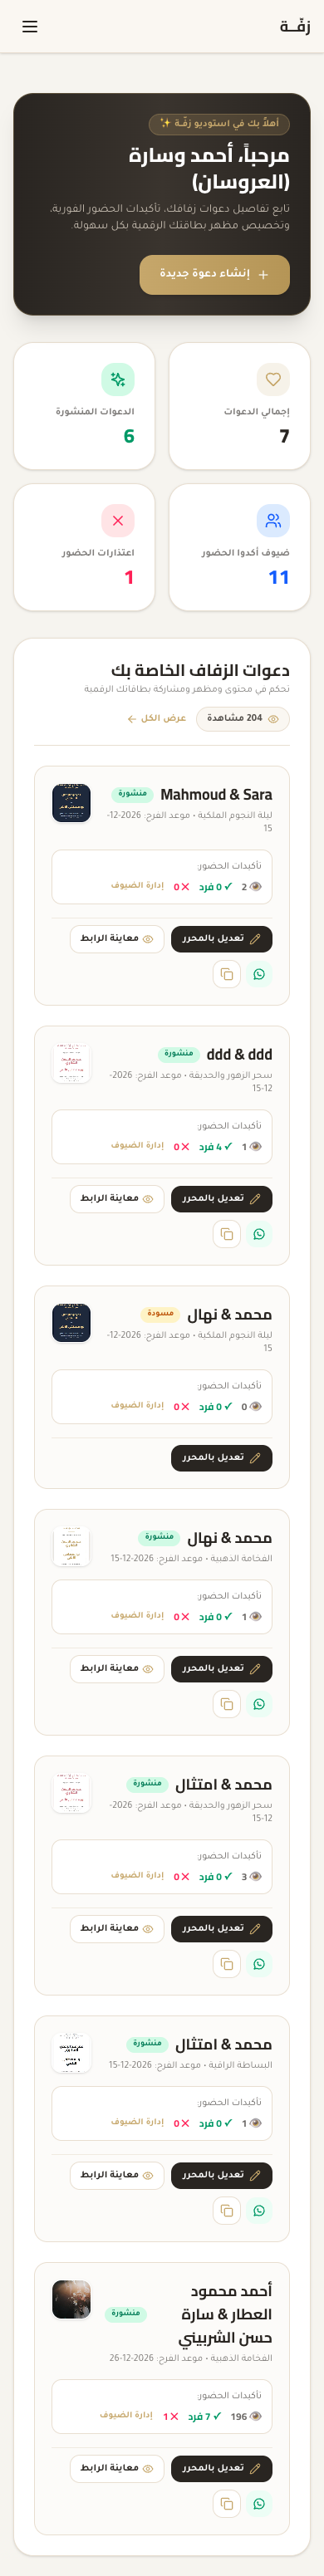 زفّـة
أهلاً بك في استوديو زفّـة ✨
مرحباً، أحمد وسارة
(العروسان)
تابع تفاصيل دعوات زفافك، تأكيدات الحضور الفورية،
وتخصيص مظهر بطاقتك الرقمية بكل سهولة.
+ إنشاء دعوة جديدة
إجمالي الدعوات
7
الدعوات المنشورة
6
ضيوف أكدوا الحضور
11
اعتذارات الحضور
1
دعوات الزفاف الخاصة بك
تحكم في محتوى ومظهر ومشاركة بطاقاتك الرقمية
204 مشاهدة
عرض الكل ←
Mahmoud & Sara منشورة
ليلة النجوم الملكية • موعد الفرح: 2026-12-
15
تأكيدات الحضور:
👁 2 ✓ 0 فرد ✕ 0 إدارة الضيوف
تعديل بالمحرر معاينة الرابط
ddd & ddd منشورة
سحر الزهور والحديقة • موعد الفرح: 2026-
12-15
تأكيدات الحضور:
👁 1 ✓ 4 فرد ✕ 0 إدارة الضيوف
تعديل بالمحرر معاينة الرابط
محمد & نهال مسودة
ليلة النجوم الملكية • موعد الفرح: 2026-12-
15
تأكيدات الحضور:
👁 0 ✓ 0 فرد ✕ 0 إدارة الضيوف
تعديل بالمحرر
محمد & نهال منشورة
الفخامة الذهبية • موعد الفرح: 2026-12-15
تأكيدات الحضور:
👁 1 ✓ 0 فرد ✕ 0 إدارة الضيوف
تعديل بالمحرر معاينة الرابط
محمد & امتثال منشورة
سحر الزهور والحديقة • موعد الفرح: 2026-
12-15
تأكيدات الحضور:
👁 3 ✓ 0 فرد ✕ 0 إدارة الضيوف
تعديل بالمحرر معاينة الرابط
محمد & امتثال منشورة
البساطة الراقية • موعد الفرح: 2026-12-15
تأكيدات الحضور:
👁 1 ✓ 0 فرد ✕ 0 إدارة الضيوف
تعديل بالمحرر معاينة الرابط
أحمد محمود
العطار & سارة منشورة
حسن الشربيني
الفخامة الذهبية • موعد الفرح: 2026-12-26
تأكيدات الحضور:
👁 196 ✓ 7 فرد ✕ 1 إدارة الضيوف
تعديل بالمحرر معاينة الرابط